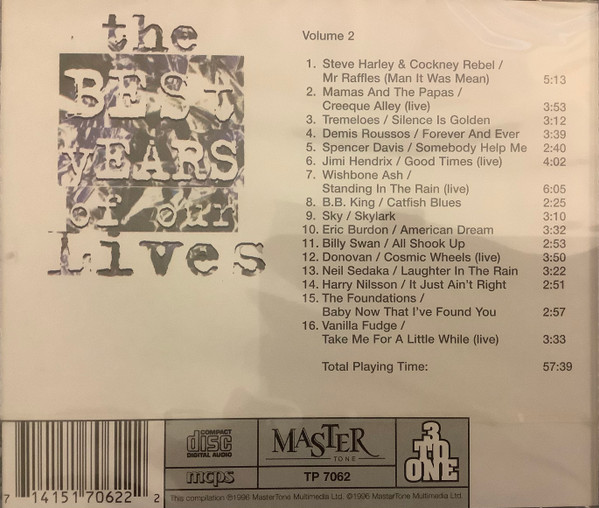 the
BEST
YEARS
of our
Lives
Volume 2
1. Steve Harley & Cockney Rebel /
Mr Raffles (Man It Was Mean) 5:13
2. Mamas And The Papas /
Creeque Alley (live) 3:53
3. Tremeloes / Silence Is Golden 3:12
4. Demis Roussos / Forever And Ever 3:39
5. Spencer Davis / Somebody Help Me 2:40
6. Jimi Hendrix / Good Times (live) 4:02
7. Wishbone Ash /
Standing In The Rain (live) 6:05
8. B.B. King / Catfish Blues 2:25
9. Sky / Skylark 3:10
10. Eric Burdon / American Dream 3:32
11. Billy Swan / All Shook Up 2:53
12. Donovan / Cosmic Wheels (live) 3:50
13. Neil Sedaka / Laughter In The Rain 3:22
14. Harry Nilsson / It Just Ain't Right 2:51
15. The Foundations /
Baby Now That I've Found You 2:57
16. Vanilla Fudge /
Take Me For A Little While (live) 3:33
Total Playing Time: 57:39
7 14151 70622 2
COMPACT
disc
DIGITAL AUDIO
mcps
MASTER
TONE
TP 7062
3
TO
ONE
This compilation ℗1996 MasterTone Multimedia Ltd. ©1996 MasterTone Multimedia Ltd.